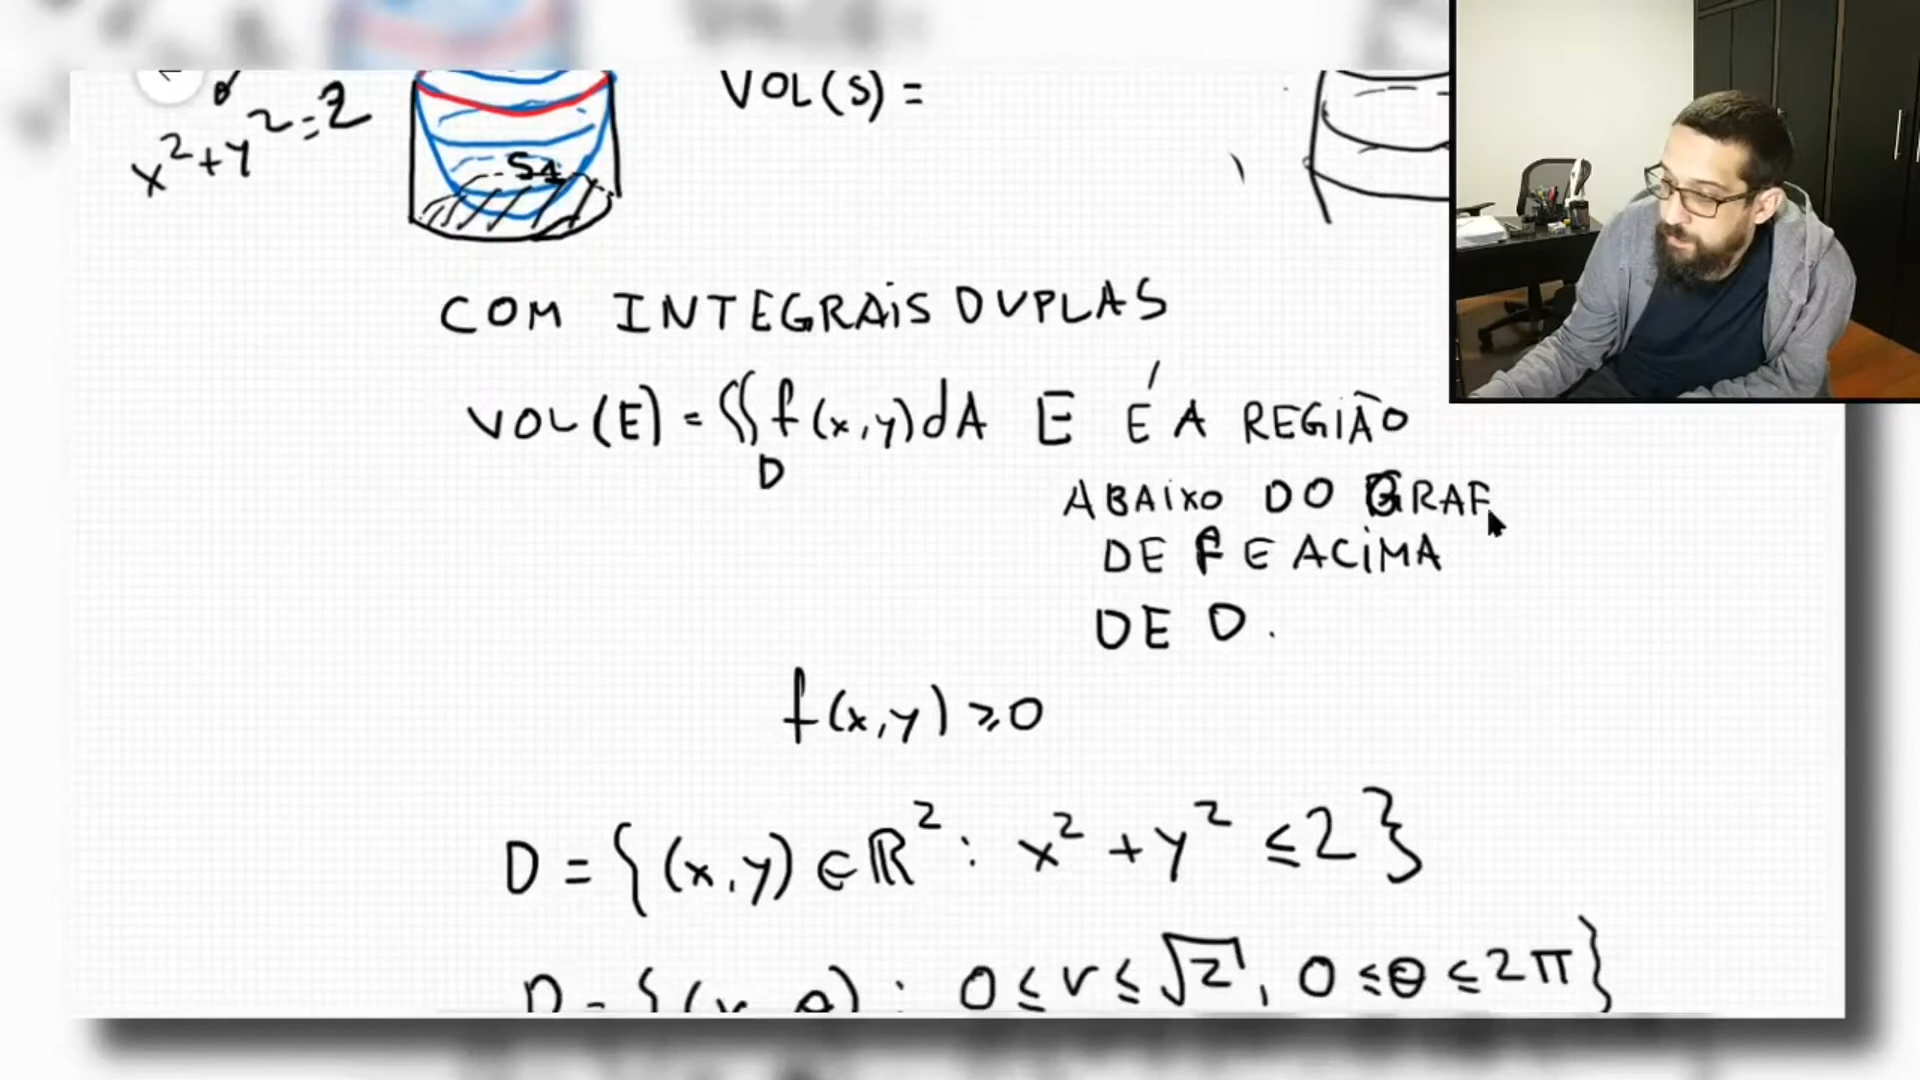 x²+y²=2
S1
VOL(S) =
COM INTEGRAIS DUPLAS
VOL(E) = ∬ f(x,y)dA E É A REGIÃO
D
ABAIXO DO GRAF
DE F E ACIMA
DE D.
f(x,y) ≥ 0
D = {(x,y) ∈ ℝ² : x² + y² ≤ 2}
D = {(r, θ) : 0 ≤ r ≤ √2, 0 ≤ θ ≤ 2π}